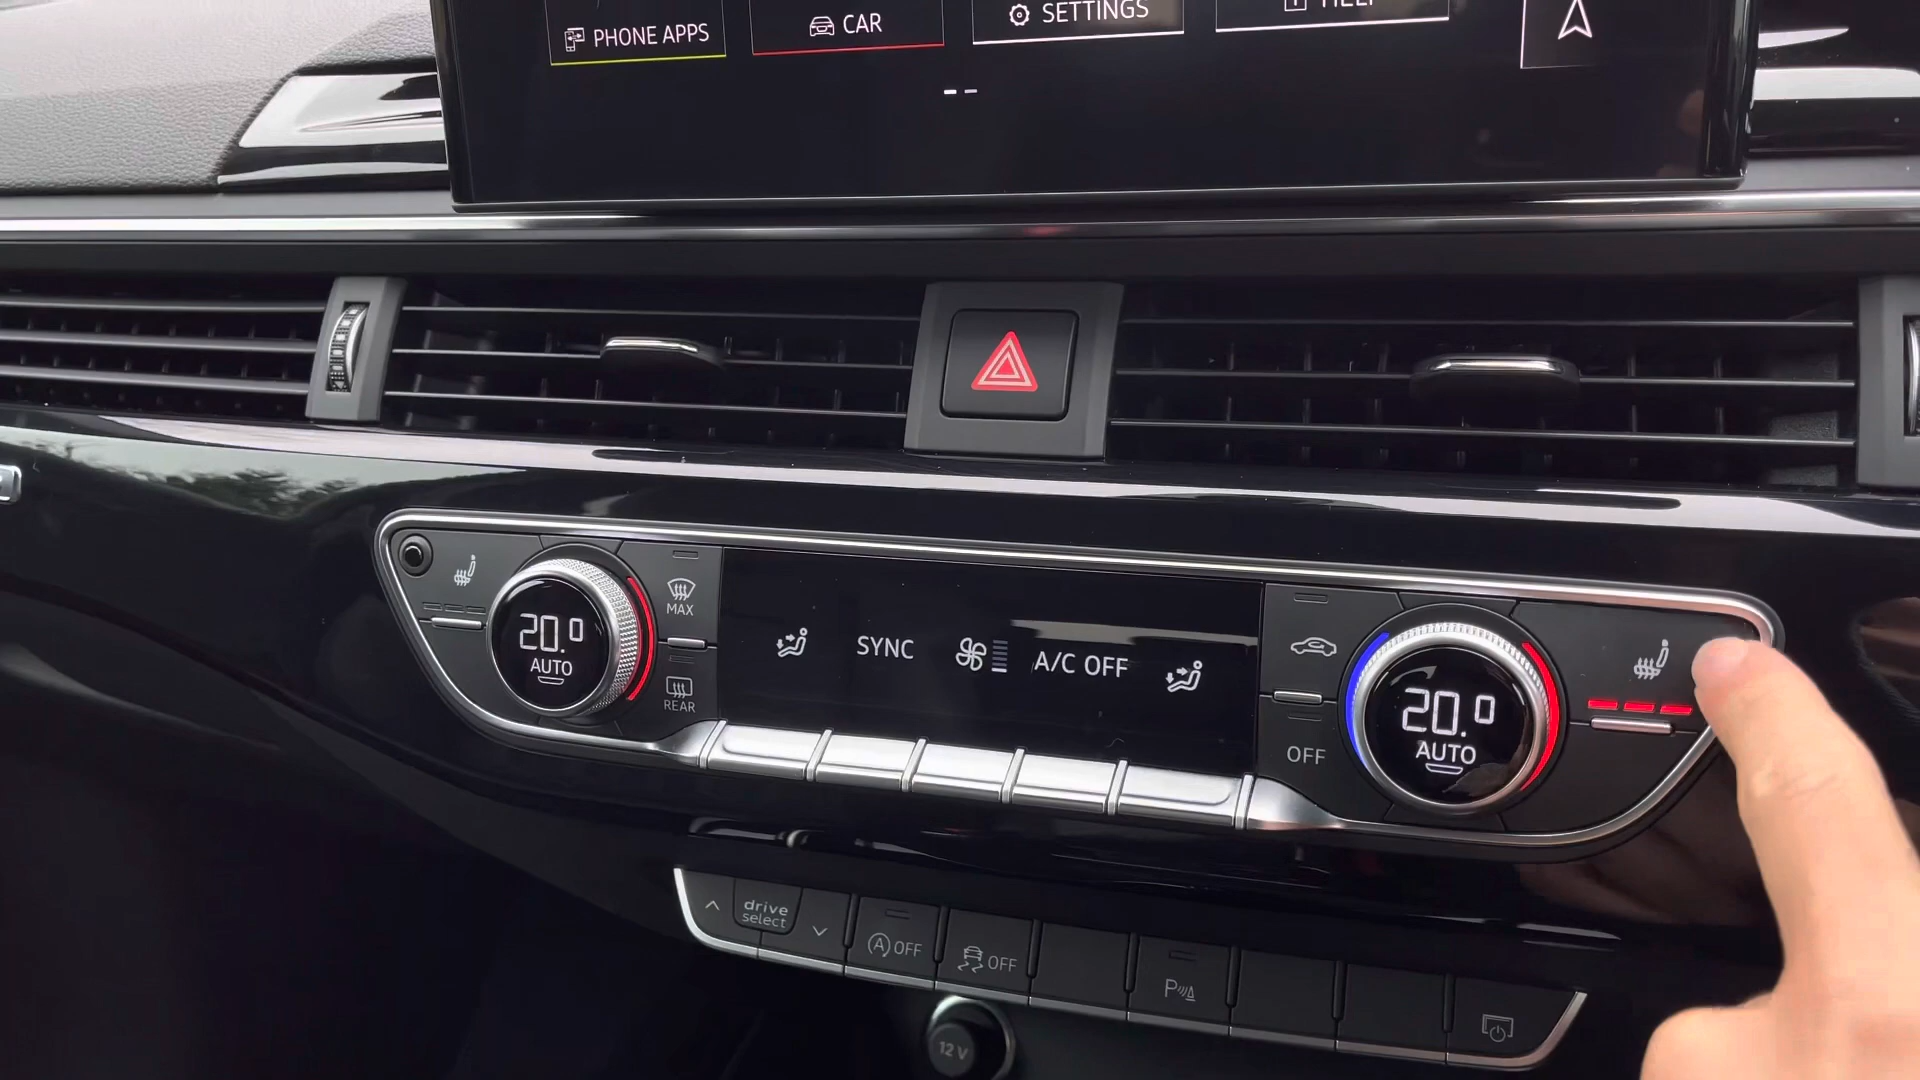 PHONE APPS
CAR
SETTINGS
HELP
MAX
REAR
20.0
AUTO
SYNC
A/C OFF
OFF
20.0
AUTO
drive
select
A OFF
OFF
P
12 V